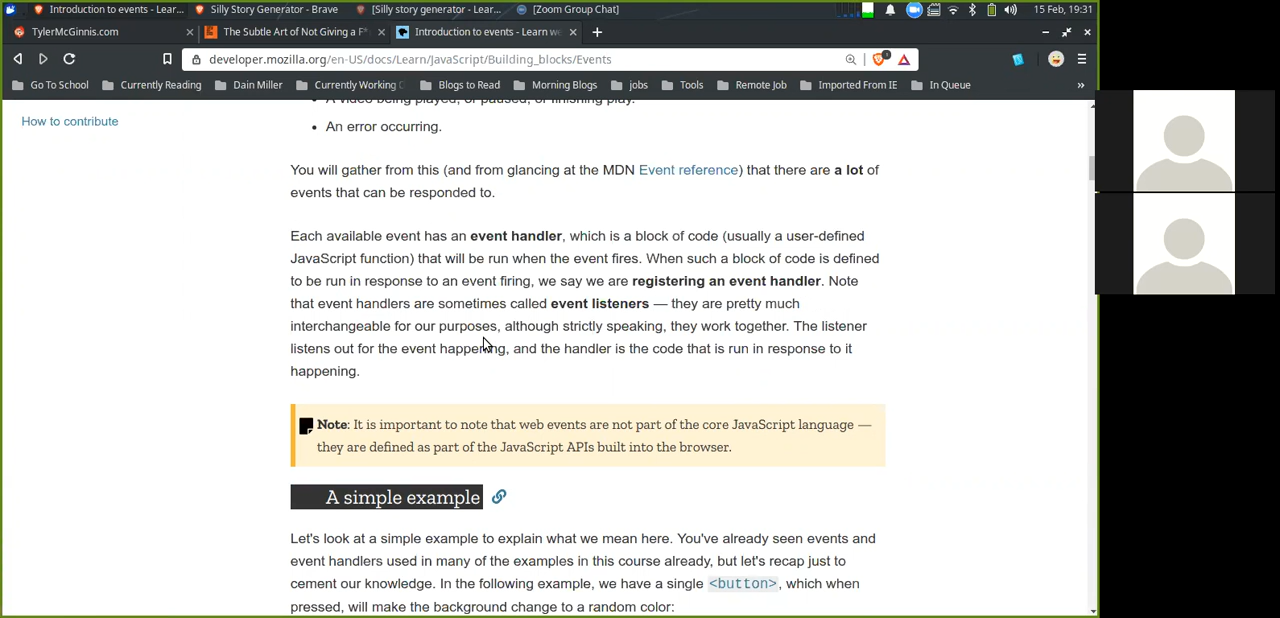 Introduction to events - Lear...
Silly Story Generator - Brave
[Silly story generator - Lear...
[Zoom Group Chat]
15 Feb, 19:31
TylerMcGinnis.com
The Subtle Art of Not Giving a F*
Introduction to events - Learn we
developer.mozilla.org/en-US/docs/Learn/JavaScript/Building_blocks/Events
Go To School
Currently Reading
Dain Miller
Currently Working
Blogs to Read
Morning Blogs
jobs
Tools
Remote Job
Imported From IE
In Queue
»
How to contribute
• A video being played, or paused, or finishing play.
• An error occurring.
You will gather from this (and from glancing at the MDN Event reference) that there are a lot of
events that can be responded to.
Each available event has an event handler, which is a block of code (usually a user-defined
JavaScript function) that will be run when the event fires. When such a block of code is defined
to be run in response to an event firing, we say we are registering an event handler. Note
that event handlers are sometimes called event listeners — they are pretty much
interchangeable for our purposes, although strictly speaking, they work together. The listener
listens out for the event happening, and the handler is the code that is run in response to it
happening.
Note: It is important to note that web events are not part of the core JavaScript language —
they are defined as part of the JavaScript APIs built into the browser.
A simple example
Let's look at a simple example to explain what we mean here. You've already seen events and
event handlers used in many of the examples in this course already, but let's recap just to
cement our knowledge. In the following example, we have a single <button>, which when
pressed, will make the background change to a random color: